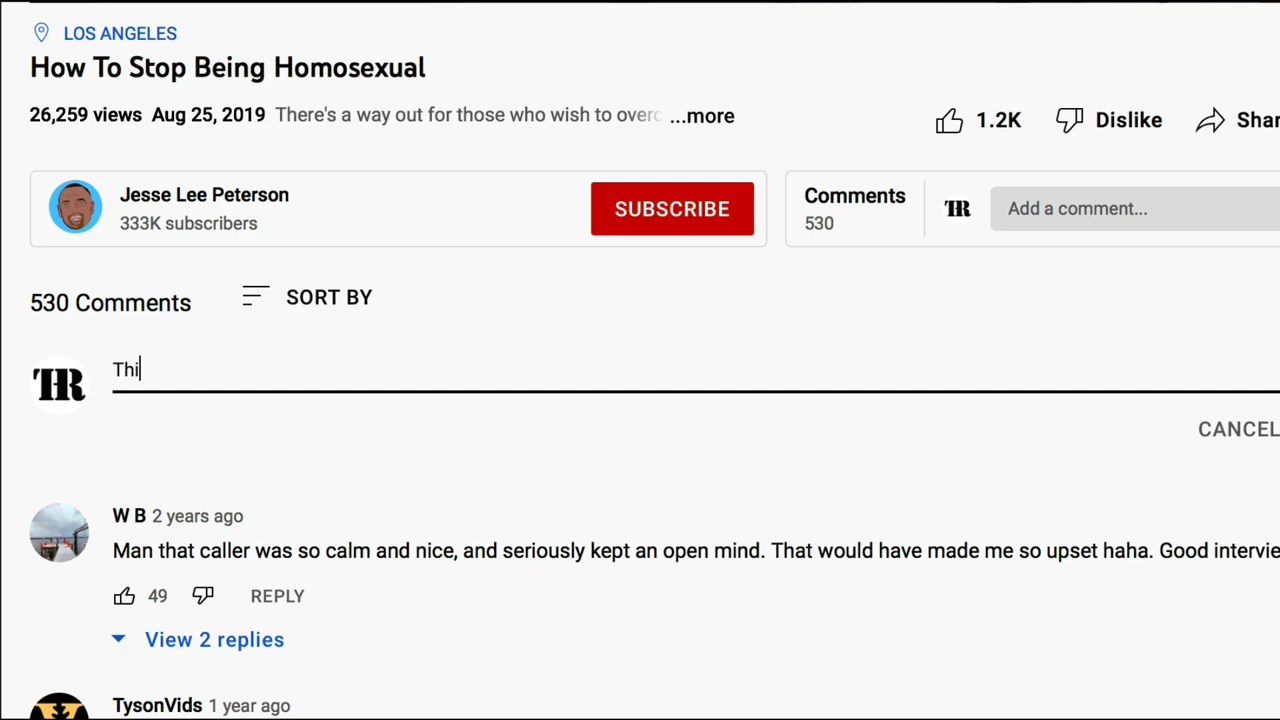 LOS ANGELES
How To Stop Being Homosexual
26,259 views Aug 25, 2019 There's a way out for those who wish to overc ...more
1.2K Dislike Shar
Jesse Lee Peterson
333K subscribers
SUBSCRIBE
Comments
530
THR
Add a comment...
530 Comments
SORT BY
THR
Thi
CANCEL
W B 2 years ago
Man that caller was so calm and nice, and seriously kept an open mind. That would have made me so upset haha. Good intervie
49 REPLY
View 2 replies
TysonVids 1 year ago